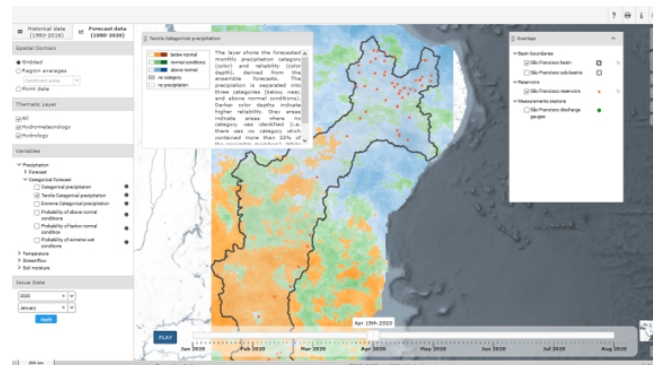 Historical data
(1980-2018)
Forecast data
(1980-2020)
Spatial Domain
Gridded
Region averages
Point data
Thematic Layer
All
Hydrometeorology
Hydrology
Variables
Precipitation
Forecast
Categorical Forecast
Categorical precipitation
Tercile Categorical precipitation
Extreme Categorical precipitation
Probability of above normal
conditions
Probability of below normal
condition
Probability of extreme wet
conditions
Temperature
Streamflow
Soil moisture
Issue Date
2020
January
Apply
Tercile Categorical precipitation
below normal
normal conditions
above normal
no category
no precipitation
The layer shows the forecasted
monthly precipitation category
(color) and reliability (color
depth), derived from the
ensemble forecasts. The
precipitation is separated into
three categories (below, near,
and above normal conditions).
Darker color depths indicate
higher reliability. Grey areas
indicate areas where no
category was identified (i.e.
there was no category which
contained more than 33% of
Overlays
Basin boundaries
São Francisco basin
São Francisco subbasins
Reservoirs
São Francisco reservoirs
Measurements stations
São Francisco discharge
gauges
Apr 19th 2020
PLAY
Jan 2020
Feb 2020
Mar 2020
Apr 2020
May 2020
Jun 2020
Jul 2020
Aug 2020